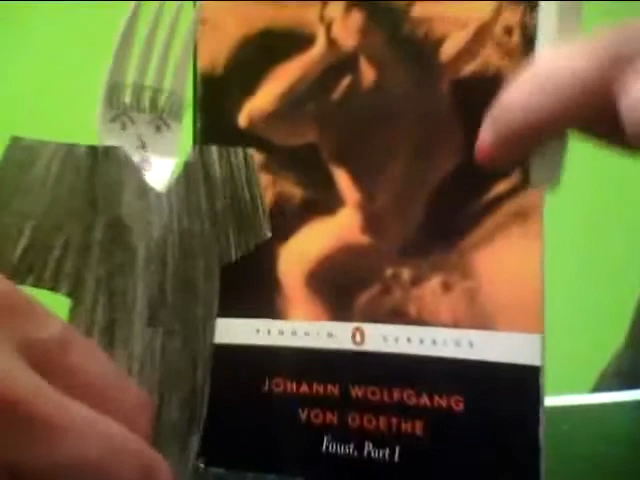 PENGUIN CLASSICS
JOHANN WOLFGANG
VON GOETHE
Faust, Part I